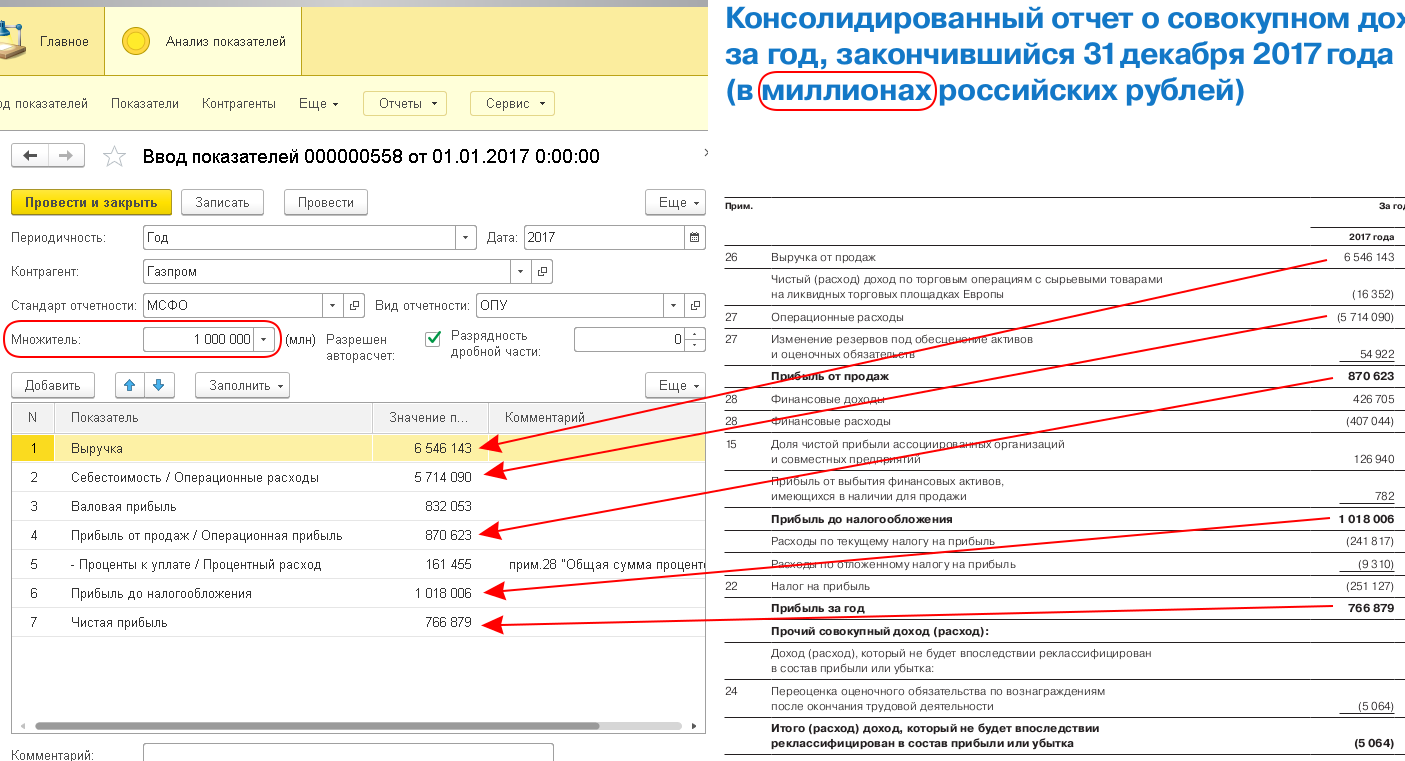 Главное
Анализ показателей
од показателей Показатели Контрагенты Еще Отчеты Сервис
Ввод показателей 000000558 от 01.01.2017 0:00:00
Провести и закрыть Записать Провести Еще
Периодичность: Год Дата: 2017
Контрагент: Газпром
Стандарт отчетности: МСФО Вид отчетности: ОПУ
Множитель: 1 000 000 (млн) Разрешен авторасчет: Разрядность дробной части: 0
Добавить Заполнить Еще
N Показатель Значение п... Комментарий
1 Выручка 6 546 143
2 Себестоимость / Операционные расходы 5 714 090
3 Валовая прибыль 832 053
4 Прибыль от продаж / Операционная прибыль 870 623
5 - Проценты к уплате / Процентный расход 161 455 прим.28 "Общая сумма проценто
6 Прибыль до налогообложения 1 018 006
7 Чистая прибыль 766 879
Комментарий:
Консолидированный отчет о совокупном дох
за год, закончившийся 31 декабря 2017 года
(в миллионах российских рублей)
Прим. За год
2017 года
26 Выручка от продаж 6 546 143
Чистый (расход) доход по торговым операциям с сырьевыми товарами
на ликвидных торговых площадках Европы (16 352)
27 Операционные расходы (5 714 090)
27 Изменение резервов под обесценение активов
и оценочных обязательств 54 922
Прибыль от продаж 870 623
28 Финансовые доходы 426 705
28 Финансовые расходы (407 044)
15 Доля чистой прибыли ассоциированных организаций
и совместных предприятий 126 940
Прибыль от выбытия финансовых активов,
имеющихся в наличии для продажи 782
Прибыль до налогообложения 1 018 006
Расходы по текущему налогу на прибыль (241 817)
Расходы по отложенному налогу на прибыль (9 310)
22 Налог на прибыль (251 127)
Прибыль за год 766 879
Прочий совокупный доход (расход):
Доход (расход), который не будет впоследствии реклассифицирован
в состав прибыли или убытка:
24 Переоценка оценочного обязательства по вознаграждениям
после окончания трудовой деятельности (5 064)
Итого (расход) доход, который не будет впоследствии
реклассифицирован в состав прибыли или убытка (5 064)